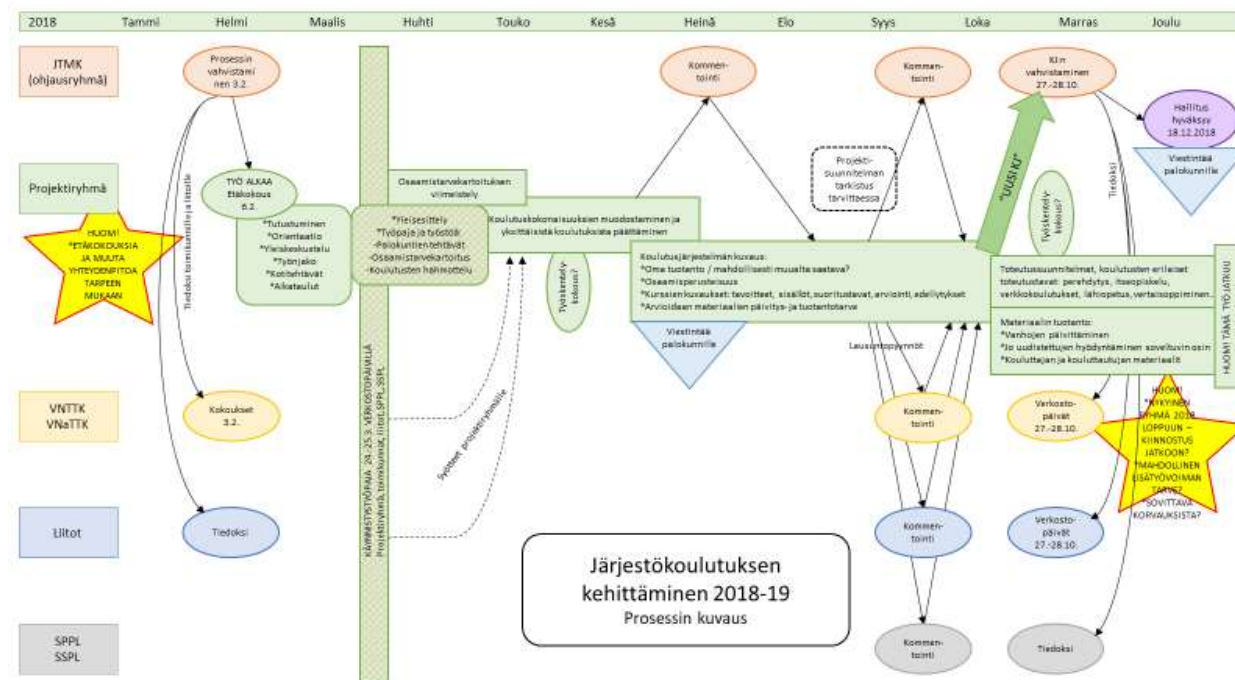 2018 Tammi Helmi Maalis Huhti Touko Kesä Heinä Elo Syys Loka Marras Joulu
JTMK
(ohjausryhmä)
Prosessin
vahvistami
nen 3.2.
Kommen-
tointi
Kommen-
tointi
KJ:n
vahvistaminen
27.-28.10.
Hallitus
hyväksyy
18.12.2018
Viestintää
palokunnille
Projektiryhmä
TYÖ ALKAA
Etäkokous
6.2.
HUOM!
*ETÄKOKOUKSIA
JA MUUTA
YHTEYDENPITOA
TARPEEN
MUKAAN
Tiedoksi toimikunnille ja liitoille
*Tutustuminen
*Orientaatio
*Yleiskeskustelu
*Työnjako
*Kotitehtävät
*Aikataulut
Osaamistarvekartoituksen
viimeistely
*Yleisesittely
*Työpaja ja työstöä
-Palokuntien tehtävät
-Osaamistarvekartoitus
-Koulutusten hahmottelu
Koulutuskokonaisuuksien muodostaminen ja
yksittäisistä koulutuksista päättäminen
Työskentely-
kokous?
Projekti-
suunnitelman
tarkistus
tarvittaessa
"UUSI KJ"
Työskentely-
kokous?
Tiedoksi
Koulutusjärjestelmän kuvaus:
*Oma tuotanto / mahdollisesti muualta saatava?
*Osaamisperusteisuus
*Kurssien kuvaukset: tavoitteet, sisällöt, suoritustavat, arviointi, edellytykset
*Arvioidaan materiaalien päivitys- ja tuotantotarve
Toteutussuunnitelmat, koulutusten erilaiset
toteutustavat: perehdytys, itseopiskelu,
verkkokoulutukset, lähiopetus, vertaisoppiminen..
Materiaalin tuotanto:
*Vanhojen päivittäminen
*Jo uudistettujen hyödyntäminen soveltuvin osin
*Kouluttajan ja kouluttautujan materiaalit
HUOM! TÄMÄ TYÖ JATKUU
Viestintää
palokunnille
Lausuntopyynnöt
KÄYNNISTYSTYÖPAJA 24.-25.3. VERKOSTOPÄIVILLÄ
Projektiryhmä, toimikunnat, liitot, SPPL, SSPL
Syötteet projektiryhmälle
VNTTK
VNaTTK
Kokoukset
3.2.
Kommen-
tointi
Verkosto-
päivät
27.-28.10.
HUOM!
*NYKYINEN
RYHMÄ 2018
LOPPUUN –
KIINNOSTUS
JATKOON?
*MAHDOLLINEN
LISÄTYÖVOIMAN
TARVE?
*SOVITTAVA
KORVAUKSISTA?
Liitot
Tiedoksi
Kommen-
tointi
Verkosto-
päivät
27.-28.10.
Järjestökoulutuksen
kehittäminen 2018-19
Prosessin kuvaus
SPPL
SSPL
Kommen-
tointi
Tiedoksi